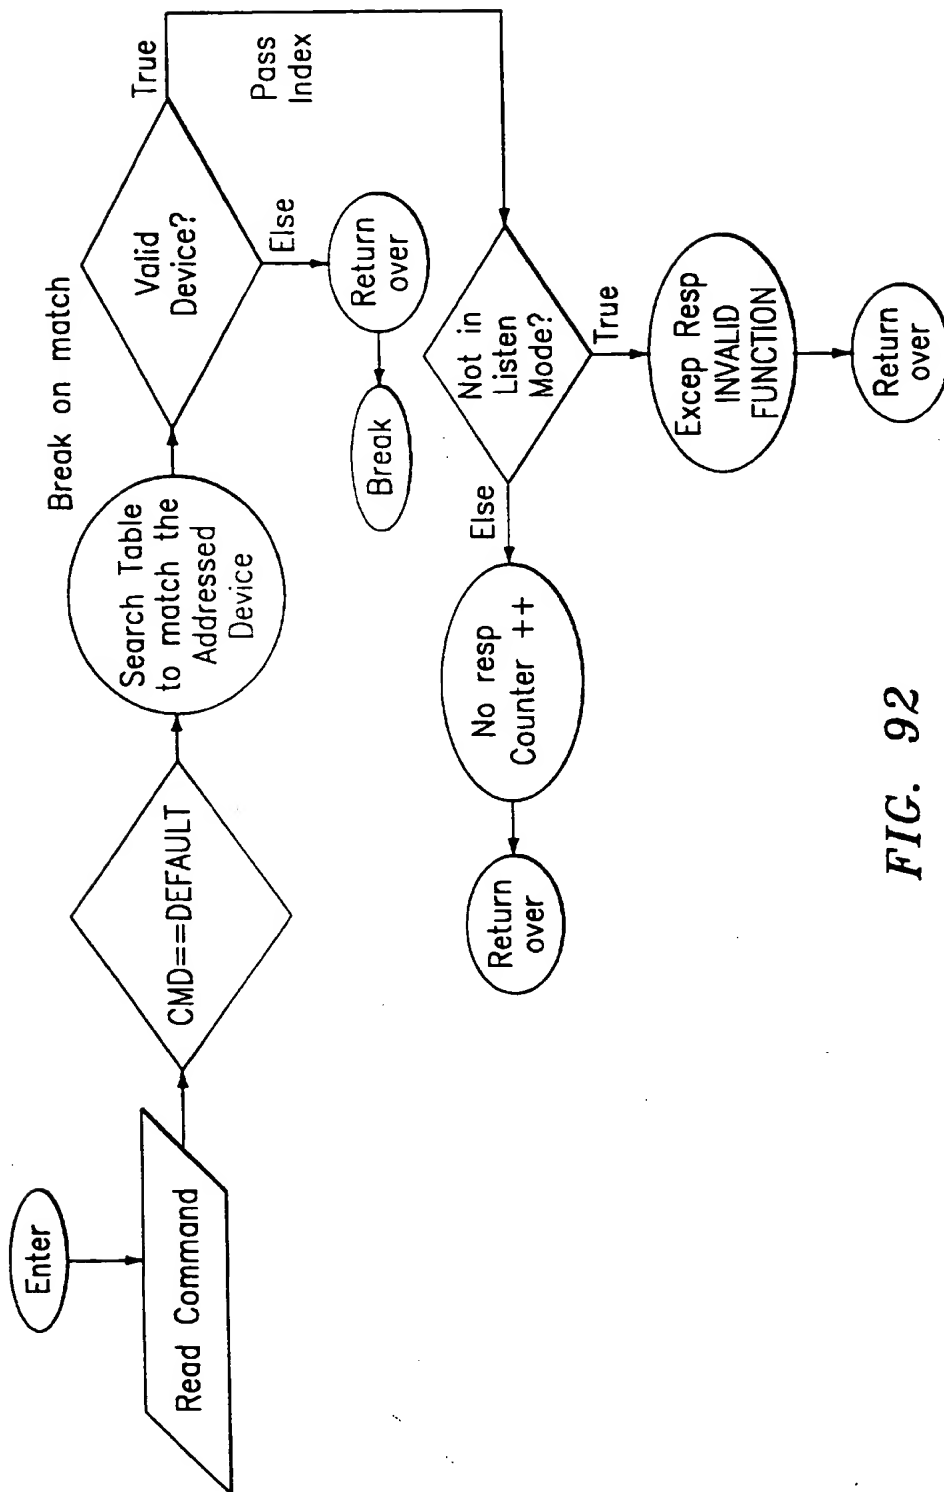 Enter
Read Command
CMD==DEFAULT
Search Table
to match the
Addressed
Device
Break on match
Valid
Device?
True
Pass
Index
Else
Return
over
Break
Not in
Listen
Mode?
Else
No resp
Counter ++
Return
over
True
Excep Resp
INVALID
FUNCTION
Return
over
FIG. 92